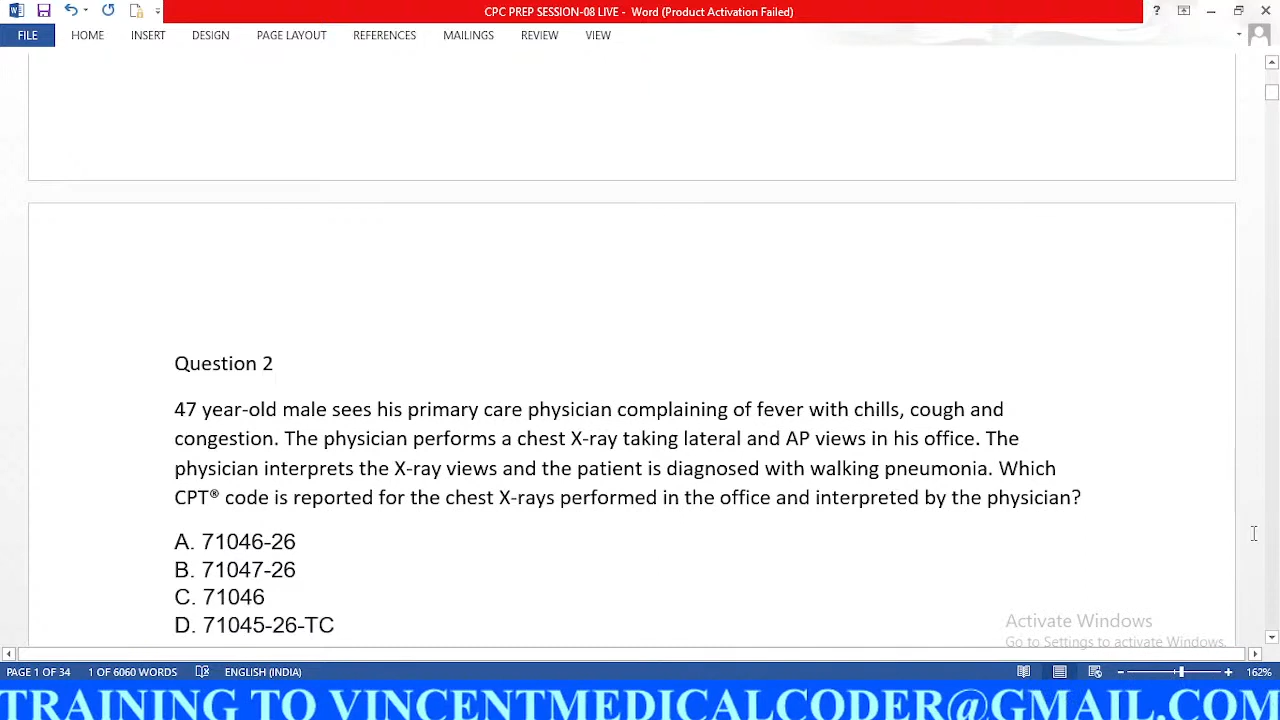 CPC PREP SESSION-08 LIVE - Word (Product Activation Failed)
?
FILE HOME INSERT DESIGN PAGE LAYOUT REFERENCES MAILINGS REVIEW VIEW
Question 2
47 year-old male sees his primary care physician complaining of fever with chills, cough and
congestion. The physician performs a chest X-ray taking lateral and AP views in his office. The
physician interprets the X-ray views and the patient is diagnosed with walking pneumonia. Which
CPT® code is reported for the chest X-rays performed in the office and interpreted by the physician?
A. 71046-26
B. 71047-26
C. 71046
D. 71045-26-TC
Activate Windows
Go to Settings to activate Windows.
PAGE 1 OF 34 1 OF 6060 WORDS ENGLISH (INDIA) 162%
TRAINING TO VINCENTMEDICALCODER@GMAIL.COM